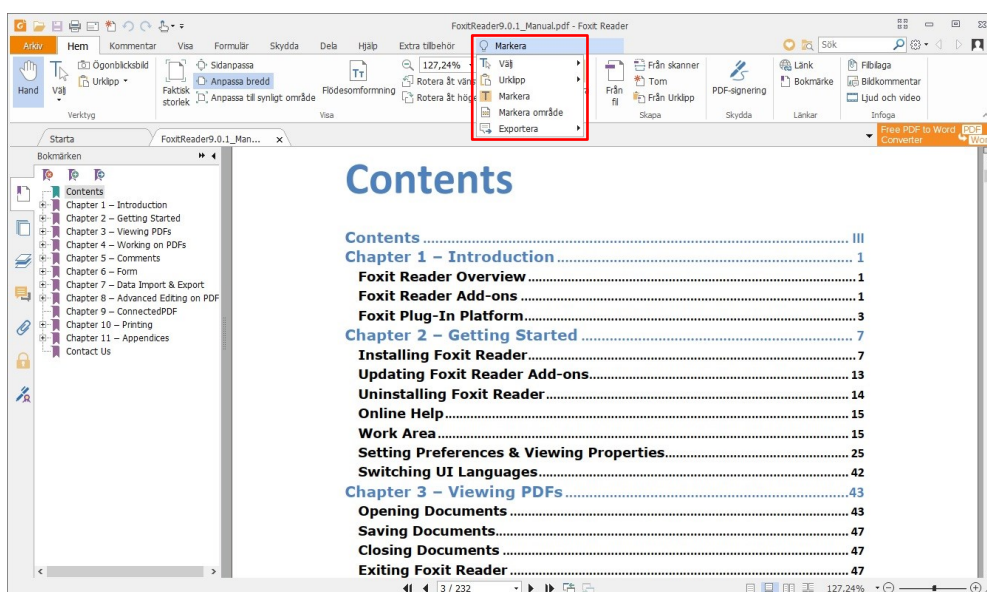 FoxitReader9.0.1_Manual.pdf - Foxit Reader
Arkiv Hem Kommentar Visa Formulär Skydda Dela Hjälp Extra tillbehör Markera Sök
Hand
Välj
Ögonblicksbild
Urklipp
Verktyg
Faktisk storlek
Sidanpassa
Anpassa bredd
Anpassa till synligt område
Flödesomformning
127,24%
Rotera åt väns
Rotera åt höge
Visa
Välj
Urklipp
Markera
Markera område
Exportera
Från fil
Från skanner
Tom
Från Urklipp
Skapa
PDF-signering
Skydda
Länk
Bokmärke
Länkar
Filbilaga
Bildkommentar
Ljud och video
Infoga
Starta FoxitReader9.0.1_Man... x
Free PDF to Word
Converter
Bokmärken
Contents
Chapter 1 – Introduction
Chapter 2 – Getting Started
Chapter 3 – Viewing PDFs
Chapter 4 – Working on PDFs
Chapter 5 – Comments
Chapter 6 – Form
Chapter 7 – Data Import & Export
Chapter 8 – Advanced Editing on PDF
Chapter 9 – ConnectedPDF
Chapter 10 – Printing
Chapter 11 – Appendices
Contact Us
Contents
Contents ........ III
Chapter 1 – Introduction ........ 1
Foxit Reader Overview ........ 1
Foxit Reader Add-ons ........ 1
Foxit Plug-In Platform ........ 3
Chapter 2 – Getting Started ........ 7
Installing Foxit Reader ........ 7
Updating Foxit Reader Add-ons ........ 13
Uninstalling Foxit Reader ........ 14
Online Help ........ 15
Work Area ........ 15
Setting Preferences & Viewing Properties ........ 25
Switching UI Languages ........ 42
Chapter 3 – Viewing PDFs ........ 43
Opening Documents ........ 43
Saving Documents ........ 47
Closing Documents ........ 47
Exiting Foxit Reader ........ 47
3 / 232
127,24%